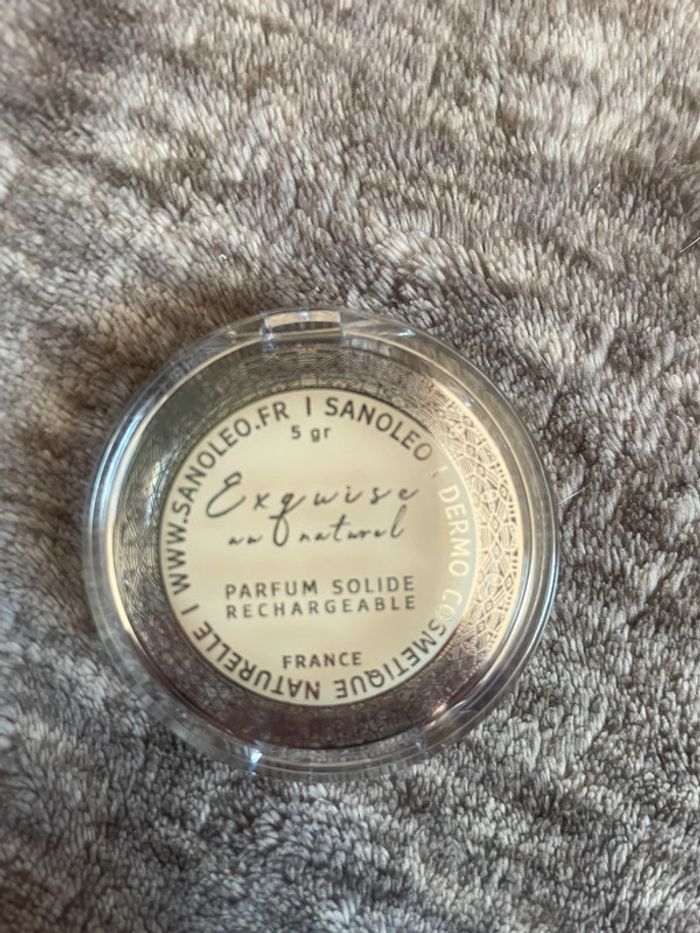 WWW.SANOLEO.FR | SANOLEO | DERMO COSMETIQUE NATURELLE |
5 gr
Exquise
au naturel
PARFUM SOLIDE
RECHARGEABLE
FRANCE